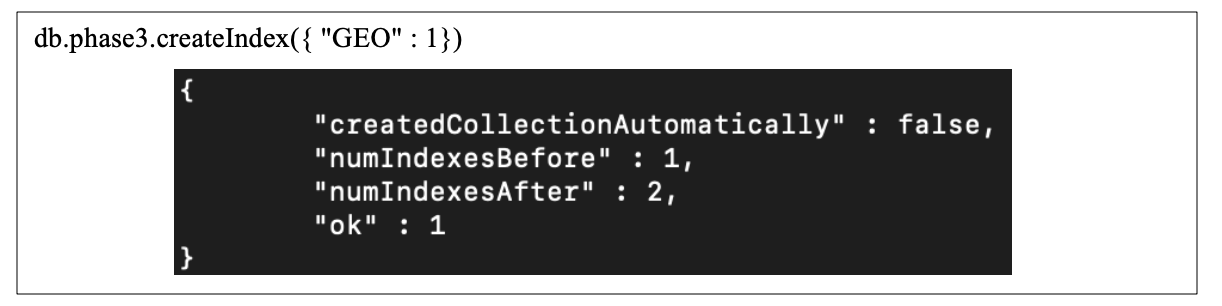 db.phase3.createIndex({ "GEO" : 1})
{
"createdCollectionAutomatically" : false,
"numIndexesBefore" : 1,
"numIndexesAfter" : 2,
"ok" : 1
}